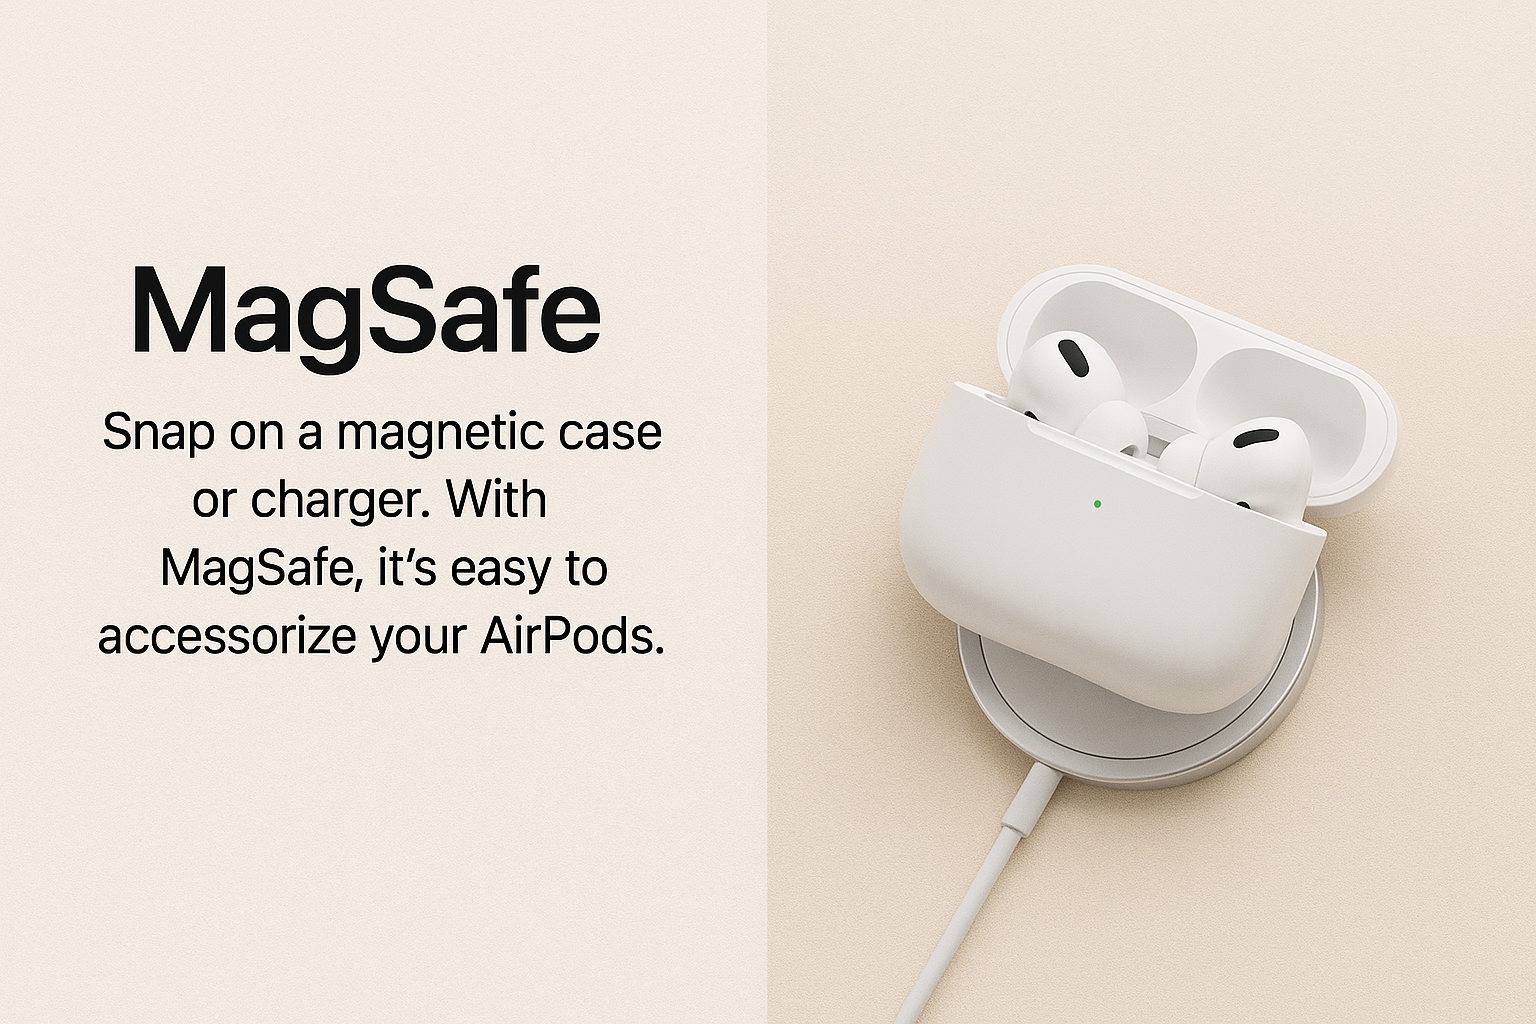 MagSafe
Snap on a magnetic case
or charger. With
MagSafe, it’s easy to
accessorize your AirPods.